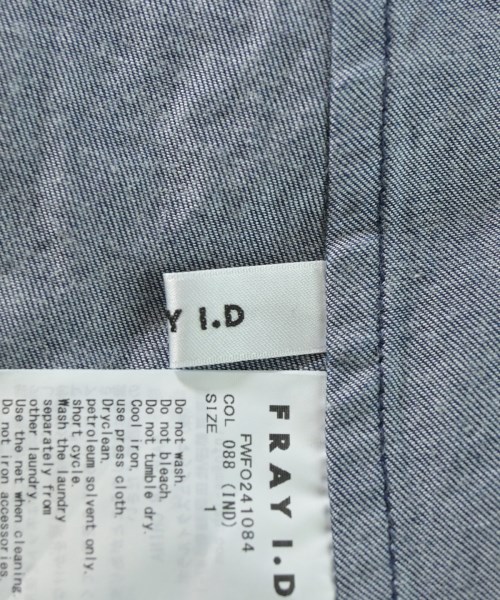 Y I.D
FRAY I.D
FWFO241084
COL 088 (IND)
SIZE 1
Do not wash.
Do not bleach.
Do not tumble dry.
Cool iron.
use press cloth.
Dryclean.
petroleum solvent only.
short cycle.
Wash the laundry
separately from
other laundry.
Use the net when cleaning
Do not iron accessories.